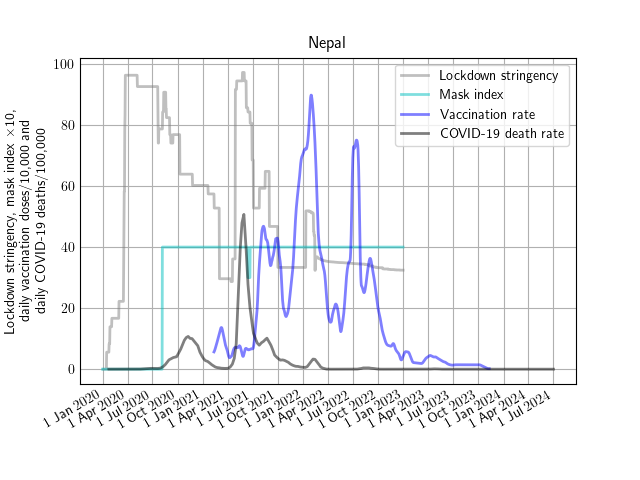 Nepal
Lockdown stringency, mask index ×10,
daily vaccination doses/10,000 and
daily COVID-19 deaths/100,000
100
80
60
40
20
0
Lockdown stringency
Mask index
Vaccination rate
COVID-19 death rate
1 Jan 2020
1 Apr 2020
1 Jul 2020
1 Oct 2020
1 Jan 2021
1 Apr 2021
1 Jul 2021
1 Oct 2021
1 Jan 2022
1 Apr 2022
1 Jul 2022
1 Oct 2022
1 Jan 2023
1 Apr 2023
1 Jul 2023
1 Oct 2023
1 Jan 2024
1 Apr 2024
1 Jul 2024